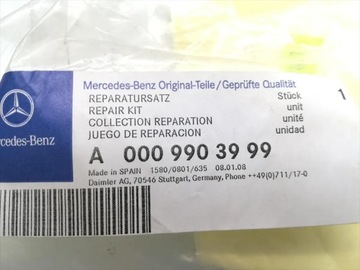 Mercedes-Benz Original-Teile/Geprüfte Qualität
REPARATURSATZ Stück 1
REPAIR KIT unit
COLLECTION REPARATION unité
JUEGO DE REPARACION unidad
Mercedes-Benz
A 000 990 39 99
Made in SPAIN 1580/0801/635 08.01.08
Daimler AG, 70546 Stuttgart, Germany, Phone ++49(0)711/17-0